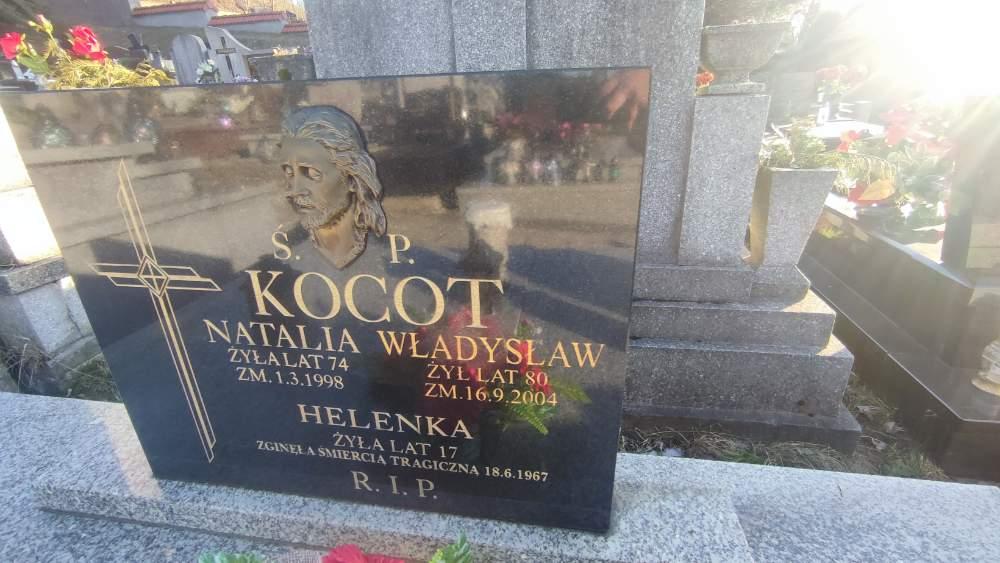 Ś. P.
KOCOT
NATALIA WŁADYSŁAW
ŻYŁA LAT 74 ŻYŁ LAT 80
ZM. 1.3.1998 ZM. 16.9.2004
HELENKA
ŻYŁA LAT 17
ZGINĘŁA ŚMIERCIĄ TRAGICZNĄ 18.6.1967
R. I. P.